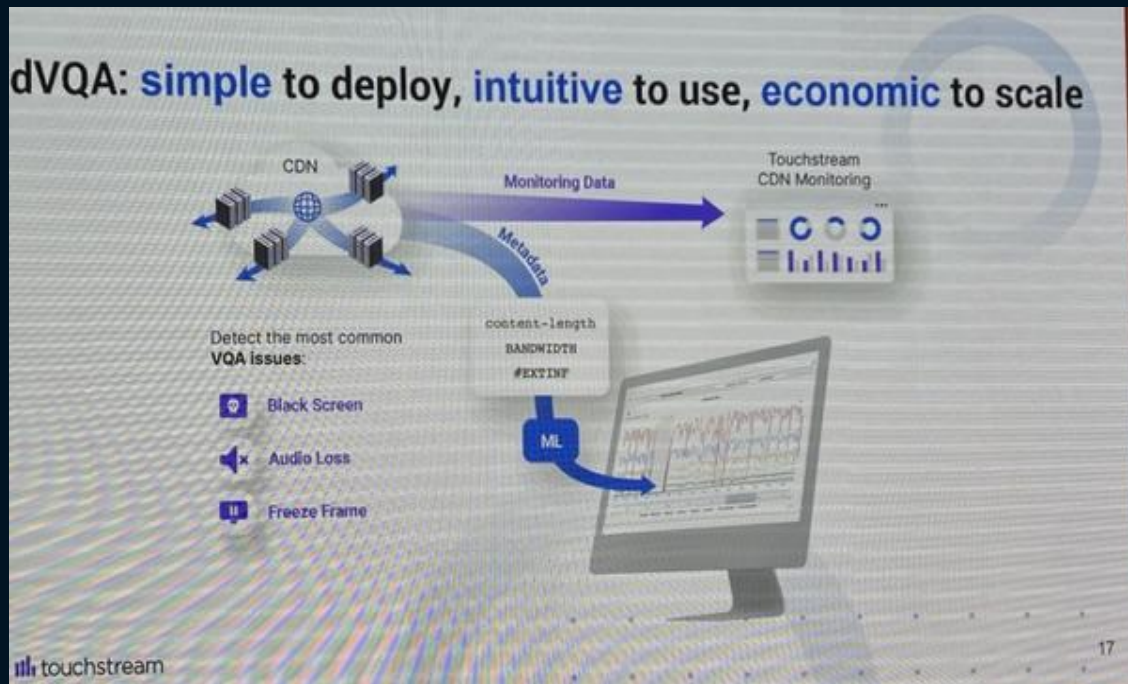 dVQA: simple to deploy, intuitive to use, economic to scale
CDN
Monitoring Data
Touchstream
CDN Monitoring
Metadata
content-length
BANDWIDTH
#EXTINF
Detect the most common
VQA issues:
Black Screen
Audio Loss
Freeze Frame
ML
touchstream
17